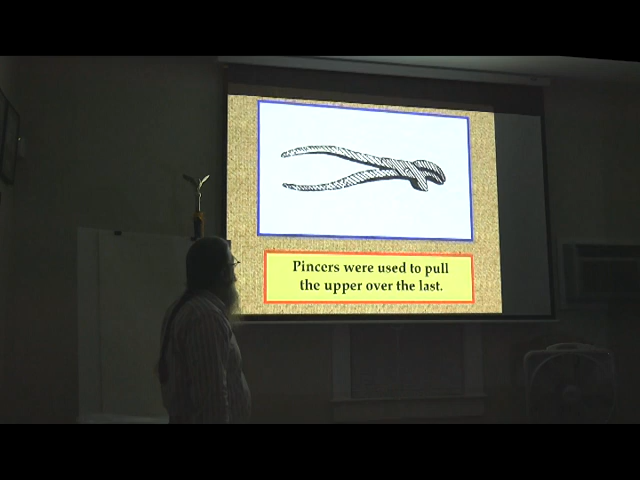 Pincers were used to pull
the upper over the last.